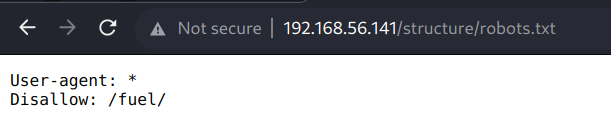 Not secure | 192.168.56.141/structure/robots.txt
User-agent: *
Disallow: /fuel/